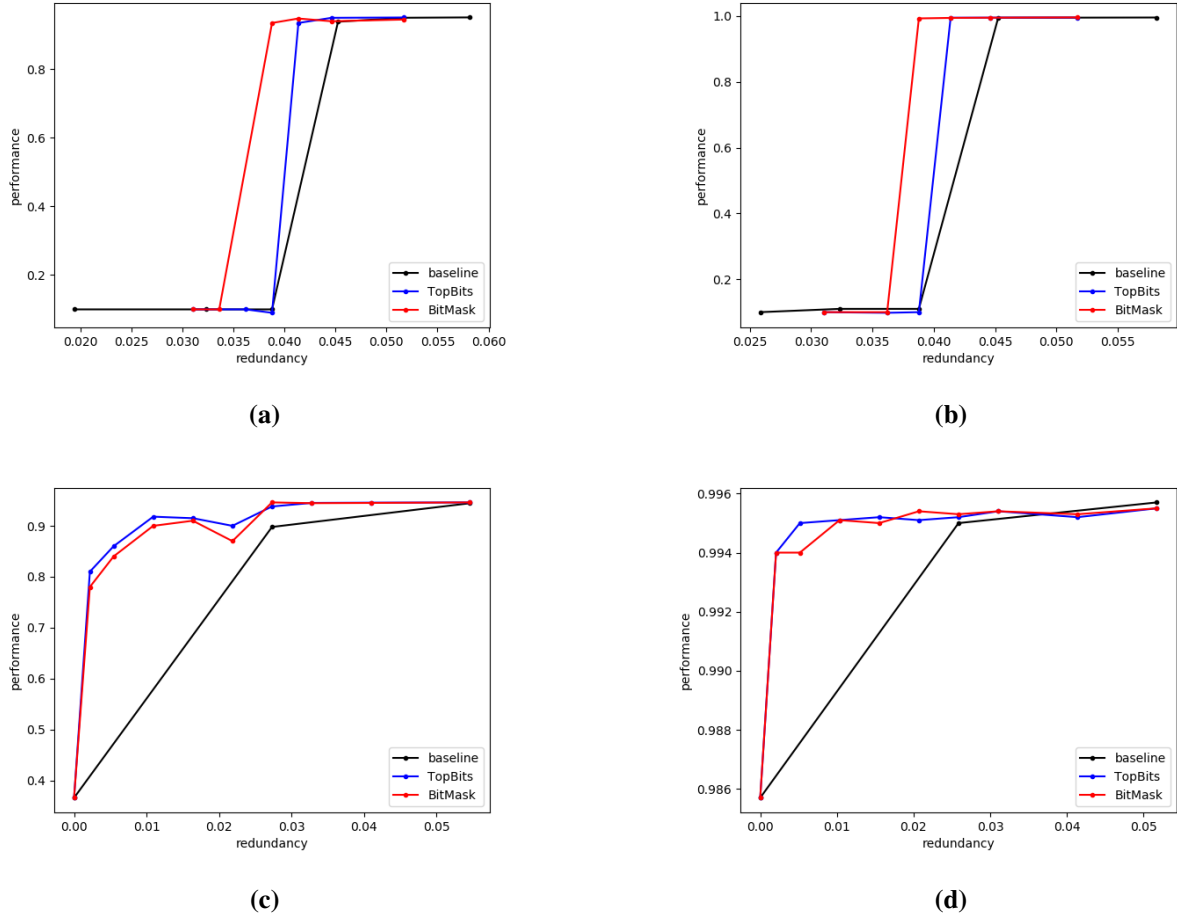 0.8
0.6
0.4
0.2
performance
0.020 0.025 0.030 0.035 0.040 0.045 0.050 0.055 0.060
redundancy
baseline
TopBits
BitMask
(a)
1.0
0.8
0.6
0.4
0.2
performance
0.025 0.030 0.035 0.040 0.045 0.050 0.055
redundancy
baseline
TopBits
BitMask
(b)
0.9
0.8
0.7
0.6
0.5
0.4
performance
0.00 0.01 0.02 0.03 0.04 0.05
redundancy
baseline
TopBits
BitMask
(c)
0.996
0.994
0.992
0.990
0.988
0.986
performance
0.00 0.01 0.02 0.03 0.04 0.05
redundancy
baseline
TopBits
BitMask
(d)